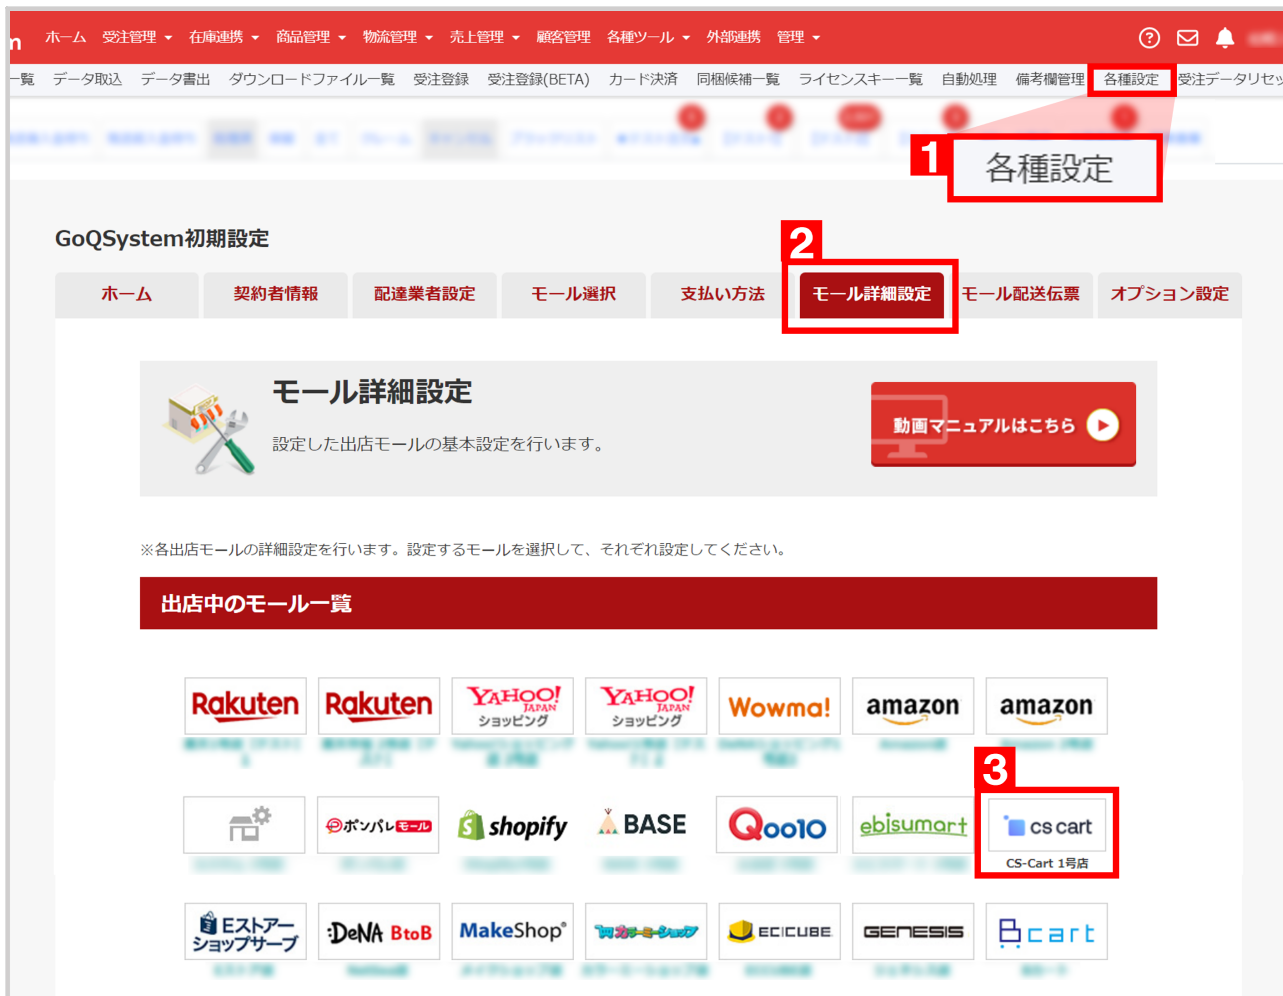 m ホーム 受注管理 在庫連携 商品管理 物流管理 売上管理 顧客管理 各種ツール 外部連携 管理
一覧 データ取込 データ書出 ダウンロードファイル一覧 受注登録 受注登録(BETA) カード決済 同梱候補一覧 ライセンスキー一覧 自動処理 備考欄管理 各種設定 受注データリセッ
1
各種設定
GoQSystem初期設定
2
ホーム 契約者情報 配達業者設定 モール選択 支払い方法 モール詳細設定 モール配送伝票 オプション設定
モール詳細設定
設定した出店モールの基本設定を行います。
動画マニュアルはこちら
※各出店モールの詳細設定を行います。設定するモールを選択して、それぞれ設定してください。
出店中のモール一覧
Rakuten Rakuten YAHOO! JAPAN ショッピング YAHOO! JAPAN ショッピング Wowma! amazon amazon
3
ポンパレモール shopify BASE Qoo10 ebisumart cs cart
CS-Cart 1号店
Eストアーショップサーブ :DeNA BtoB MakeShop® カラーミーショップ ECCUBE GENESIS Bcart